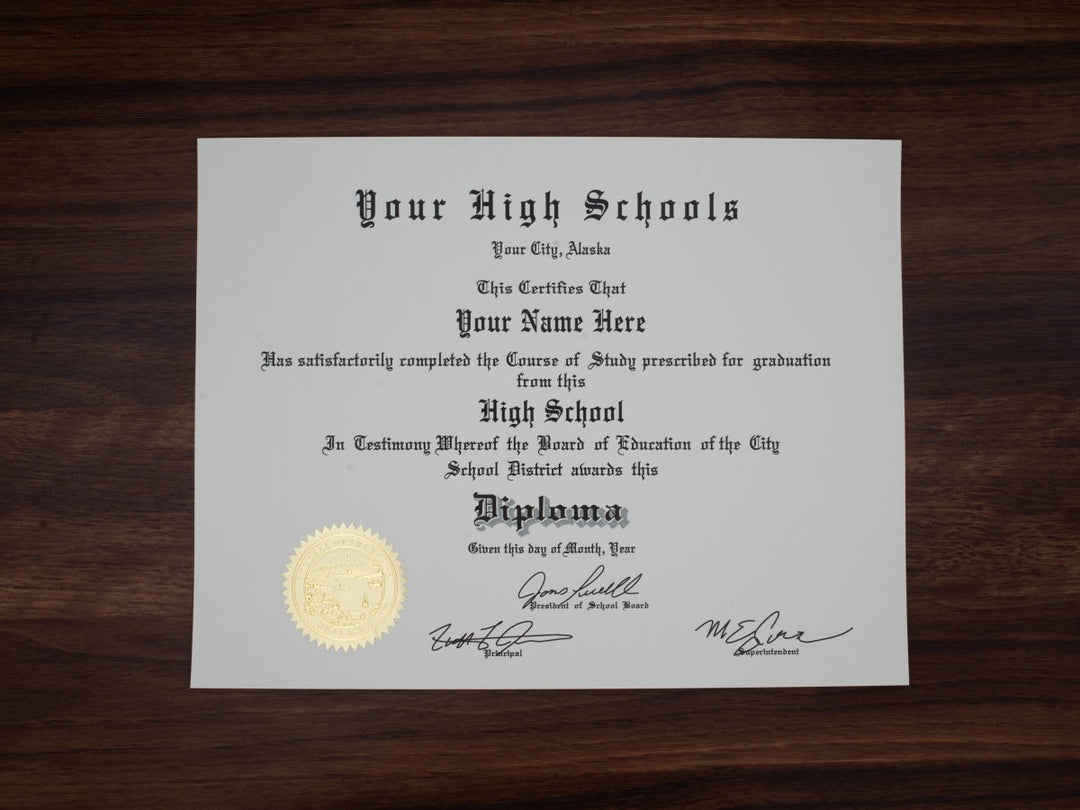 Your High Schools
Your City, Alaska
This Certifies That
Your Name Here
Has satisfactorily completed the Course of Study prescribed for graduation
from this
High School
In Testimony Whereof the Board of Education of the City
School District awards this
Diploma
Given this day of Month, Year
President of School Board
Principal
Superintendent